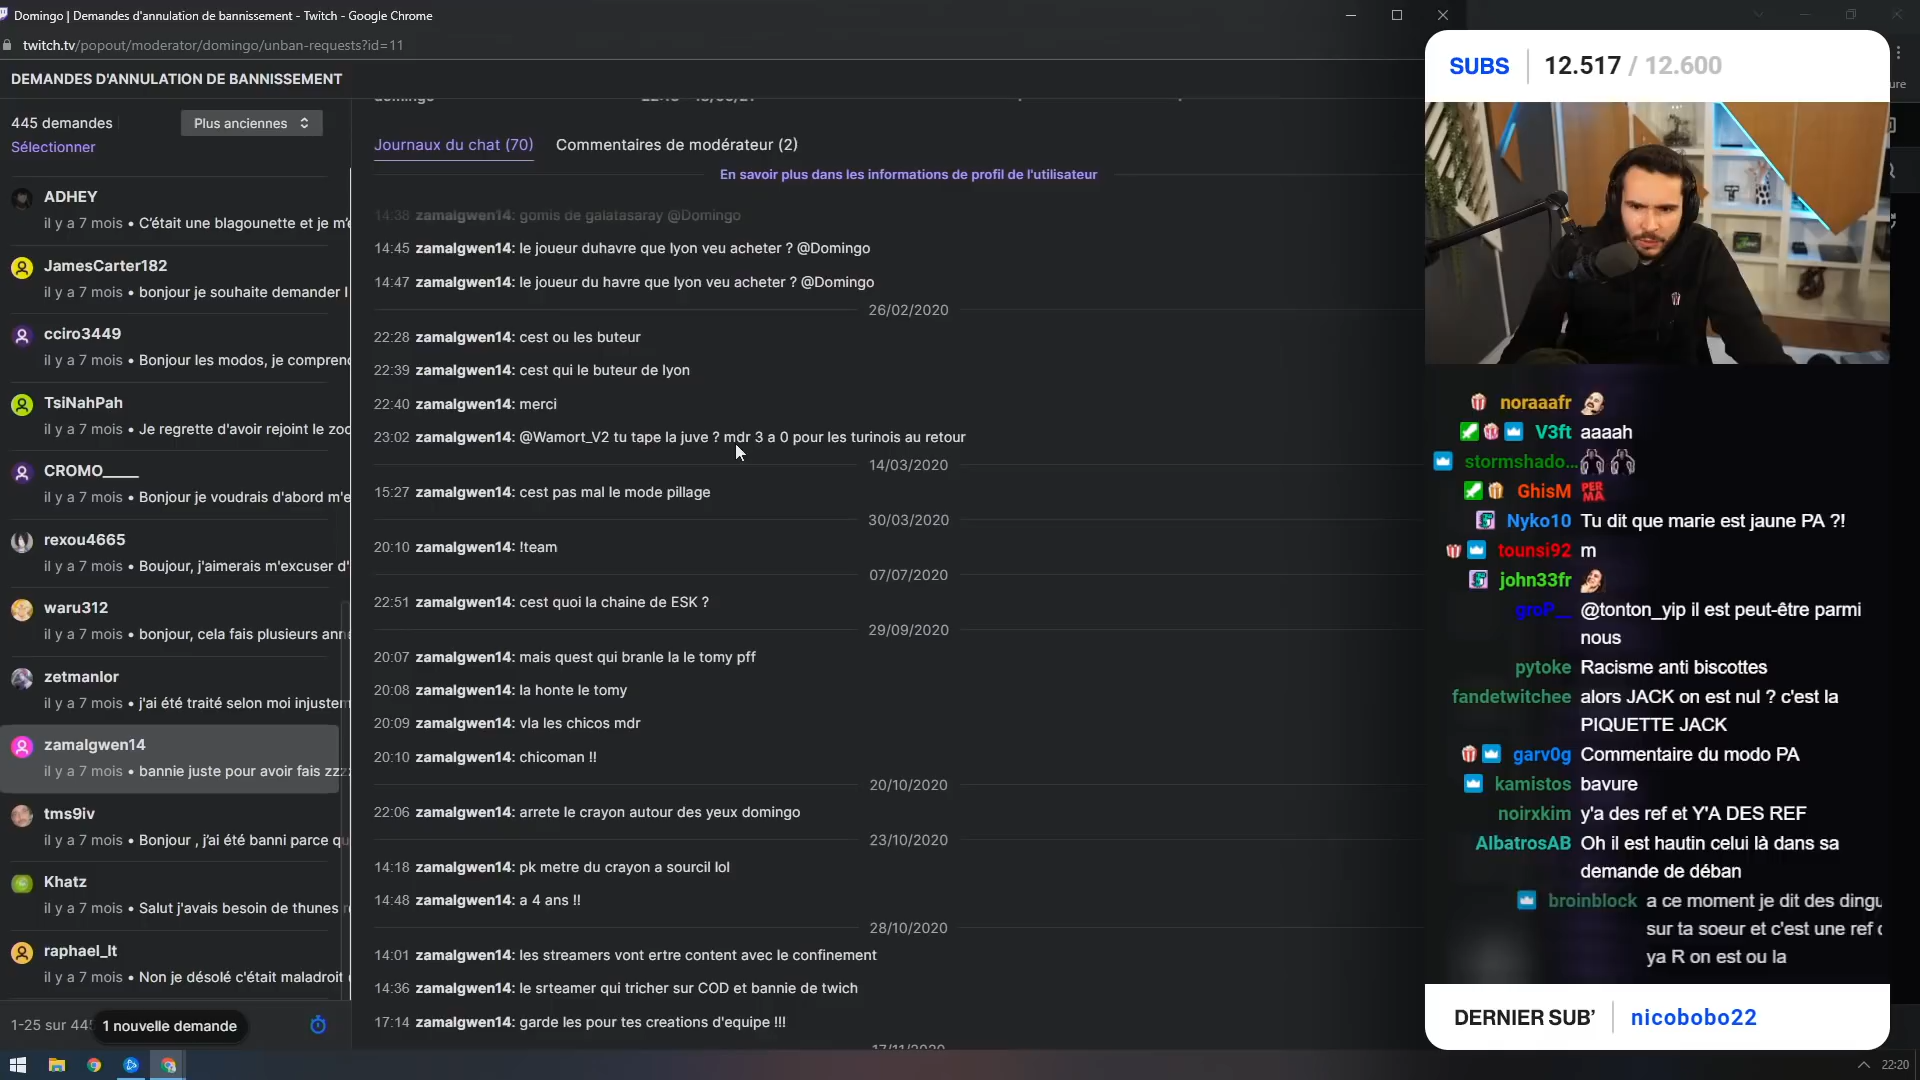 Domingo | Demandes d'annulation de bannissement - Twitch - Google Chrome
twitch.tv/popout/moderator/domingo/unban-requests?id=11
DEMANDES D'ANNULATION DE BANNISSEMENT
445 demandes
Plus anciennes
Sélectionner
ADHEY
il y a 7 mois • C'était une blagounette et je m'e
JamesCarter182
il y a 7 mois • bonjour je souhaite demander l
cciro3449
il y a 7 mois • Bonjour les modos, je comprend
TsiNahPah
il y a 7 mois • Je regrette d'avoir rejoint le zoo
CROMO_____
il y a 7 mois • Bonjour je voudrais d'abord m'e
rexou4665
il y a 7 mois • Boujour, j'aimerais m'excuser d'
waru312
il y a 7 mois • bonjour, cela fais plusieurs ann
zetmanlor
il y a 7 mois • j'ai été traité selon moi injustem
zamalgwen14
il y a 7 mois • bannie juste pour avoir fais zzzz
tms9iv
il y a 7 mois • Bonjour , j'ai été banni parce qu
Khatz
il y a 7 mois • Salut j'avais besoin de thunes
raphael_lt
il y a 7 mois • Non je désolé c'était maladroit
1-25 sur 445
1 nouvelle demande
Journaux du chat (70)
Commentaires de modérateur (2)
En savoir plus dans les informations de profil de l'utilisateur
14:38 zamalgwen14: gomis de galatasaray @Domingo
14:45 zamalgwen14: le joueur duhavre que lyon veu acheter ? @Domingo
14:47 zamalgwen14: le joueur du havre que lyon veu acheter ? @Domingo
26/02/2020
22:28 zamalgwen14: cest ou les buteur
22:39 zamalgwen14: cest qui le buteur de lyon
22:40 zamalgwen14: merci
23:02 zamalgwen14: @Wamort_V2 tu tape la juve ? mdr 3 a 0 pour les turinois au retour
14/03/2020
15:27 zamalgwen14: cest pas mal le mode pillage
30/03/2020
20:10 zamalgwen14: !team
07/07/2020
22:51 zamalgwen14: cest quoi la chaine de ESK ?
29/09/2020
20:07 zamalgwen14: mais quest qui branle la le tomy pff
20:08 zamalgwen14: la honte le tomy
20:09 zamalgwen14: vla les chicos mdr
20:10 zamalgwen14: chicoman !!
20/10/2020
22:06 zamalgwen14: arrete le crayon autour des yeux domingo
23/10/2020
14:18 zamalgwen14: pk metre du crayon a sourcil lol
14:48 zamalgwen14: a 4 ans !!
28/10/2020
14:01 zamalgwen14: les streamers vont ertre content avec le confinement
14:36 zamalgwen14: le srteamer qui tricher sur COD et bannie de twich
17:14 zamalgwen14: garde les pour tes creations d'equipe !!!
17/11/2020
SUBS 12.517 / 12.600
noraaafr
V3ft aaaah
stormshado...
GhisM PERMA
Nyko10 Tu dit que marie est jaune PA ?!
tounsi92 m
john33fr
groP__ @tonton_yip il est peut-être parmi
nous
pytoke Racisme anti biscottes
fandetwitchee alors JACK on est nul ? c'est la
PIQUETTE JACK
garv0g Commentaire du modo PA
kamistos bavure
noirxkim y'a des ref et Y'A DES REF
AlbatrosAB Oh il est hautin celui là dans sa
demande de déban
broinblock a ce moment je dit des dingu
sur ta soeur et c'est une ref
ya R on est ou la
DERNIER SUB' nicobobo22
22:20